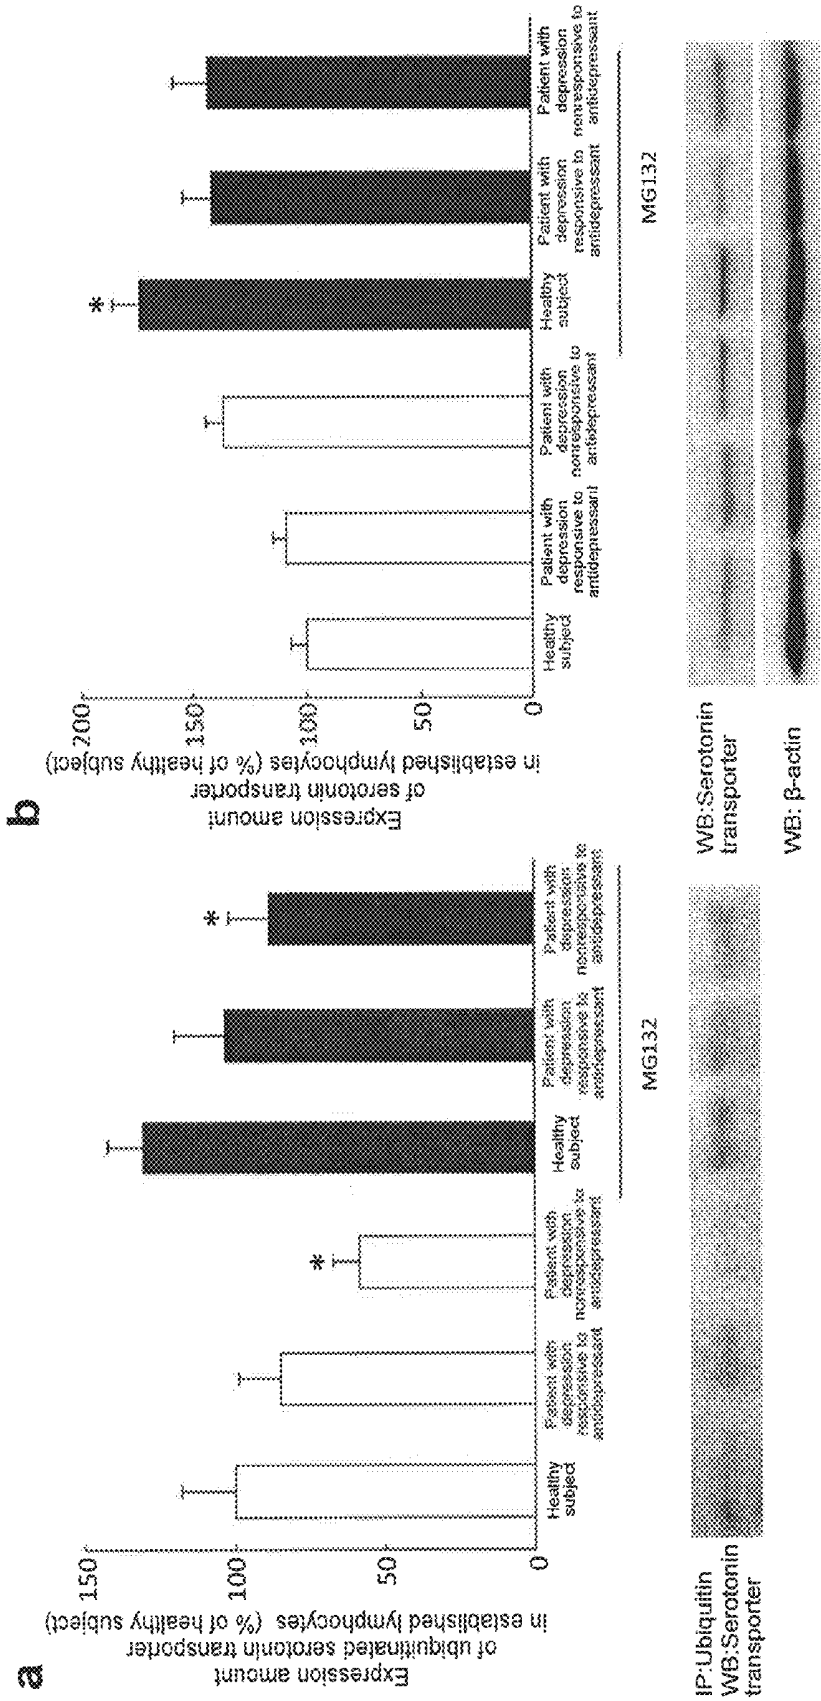 a
Expression amount
of ubiquitinated serotonin transporter
in established lymphocytes (% of healthy subject)
150
100
50
0
Healthy
subject
Patient with
depression
responsive to
antidepressant
Patient with
depression
nonresponsive to
antidepressant
*
Healthy
subject
Patient with
depression
responsive to
antidepressant
Patient with
depression
nonresponsive to
antidepressant
*
MG132
IP:Ubiquitin
WB:Serotonin
transporter
b
Expression amount
of serotonin transporter
in established lymphocytes (% of healthy subject)
200
150
100
50
0
Healthy
subject
Patient with
depression
responsive to
antidepressant
Patient with
depression
nonresponsive to
antidepressant
Healthy
subject
*
Patient with
depression
responsive to
antidepressant
Patient with
depression
nonresponsive to
antidepressant
MG132
WB:Serotonin
transporter
WB: β-actin